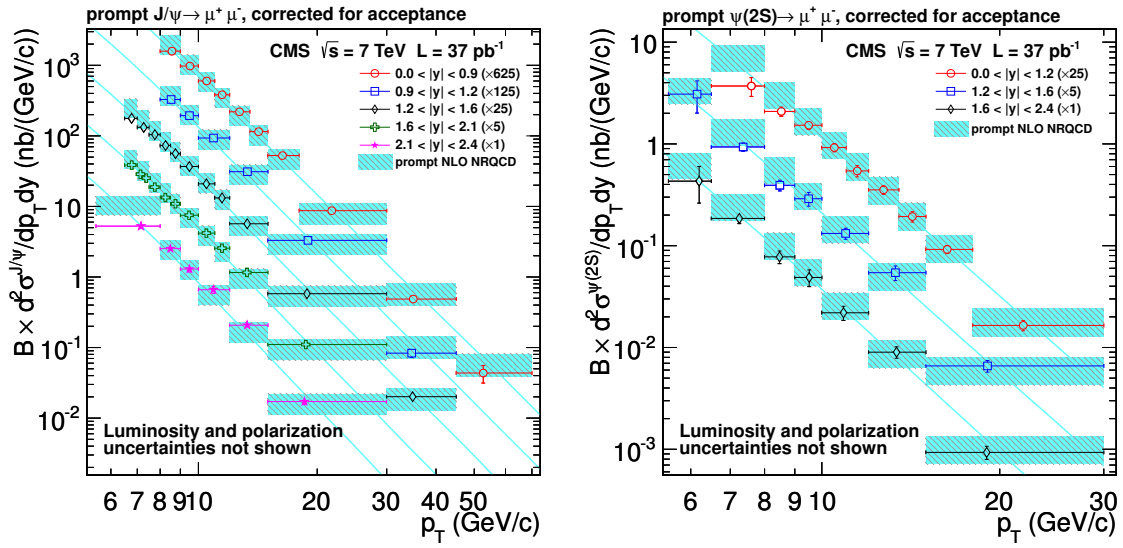 prompt J/ψ→ μ⁺ μ⁻, corrected for acceptance
CMS √s = 7 TeV L = 37 pb⁻¹
0.0 < |y| < 0.9 (×625)
0.9 < |y| < 1.2 (×125)
1.2 < |y| < 1.6 (×25)
1.6 < |y| < 2.1 (×5)
2.1 < |y| < 2.4 (×1)
prompt NLO NRQCD
B × d²σ^J/ψ/dp_T dy (nb/(GeV/c))
10³
10²
10
1
10⁻¹
10⁻²
Luminosity and polarization
uncertainties not shown
6 7 8 9 10 20 30 40 50
p_T (GeV/c)
prompt ψ(2S)→ μ⁺ μ⁻, corrected for acceptance
CMS √s = 7 TeV L = 37 pb⁻¹
0.0 < |y| < 1.2 (×25)
1.2 < |y| < 1.6 (×5)
1.6 < |y| < 2.4 (×1)
prompt NLO NRQCD
B × d²σ^ψ(2S)/dp_T dy (nb/(GeV/c))
10
1
10⁻¹
10⁻²
10⁻³
Luminosity and polarization
uncertainties not shown
6 7 8 9 10 20 30
p_T (GeV/c)